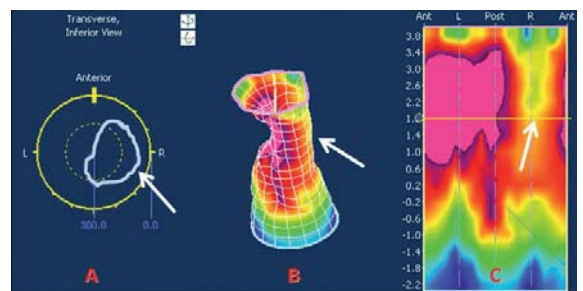 Transverse,
Inferior View
Anterior
L
R
300.0
0.0
A
B
Ant
L
Post
R
Ant
3.8
3.4
3.0
2.6
2.2
1.8
1.4
1.0
0.6
0.2
-0.2
-0.6
-1.0
-1.4
-1.8
-2.2
C